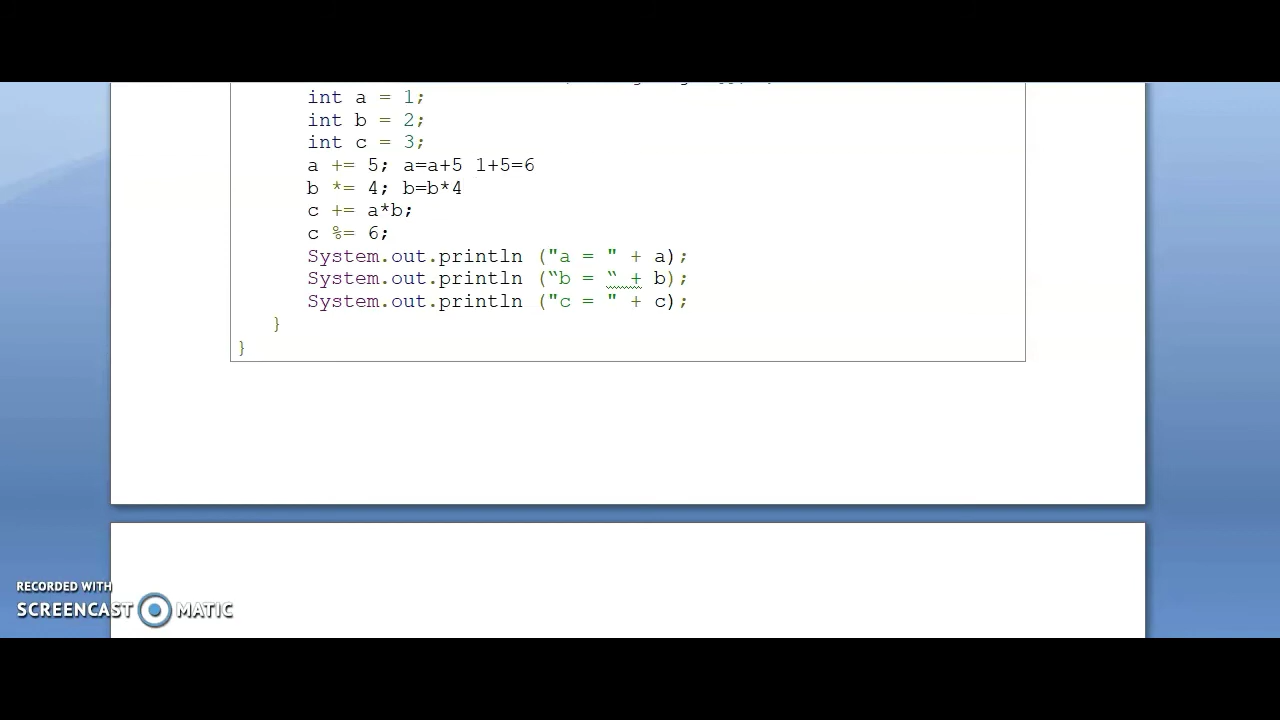 int a = 1;
int b = 2;
int c = 3;
a += 5; a=a+5 1+5=6
b *= 4; b=b*4
c += a*b;
c %= 6;
System.out.println ("a = " + a);
System.out.println (“b = “ + b);
System.out.println ("c = " + c);
}
}
RECORDED WITH
SCREENCAST MATIC